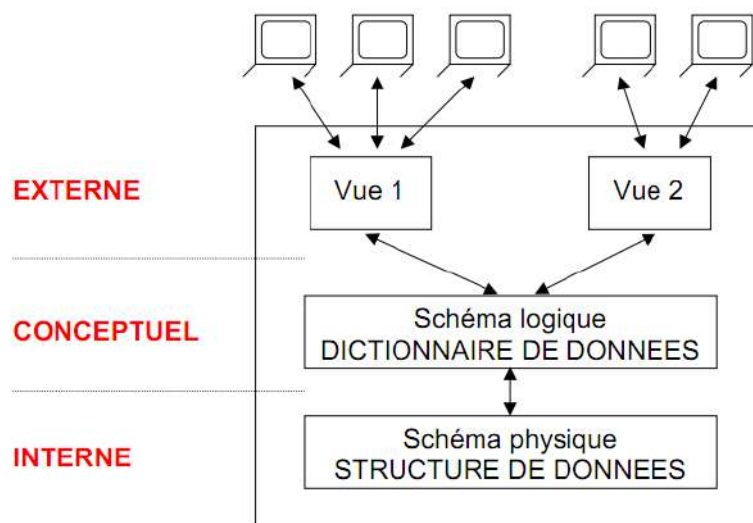 EXTERNE
Vue 1
Vue 2
CONCEPTUEL
Schéma logique
DICTIONNAIRE DE DONNEES
INTERNE
Schéma physique
STRUCTURE DE DONNEES